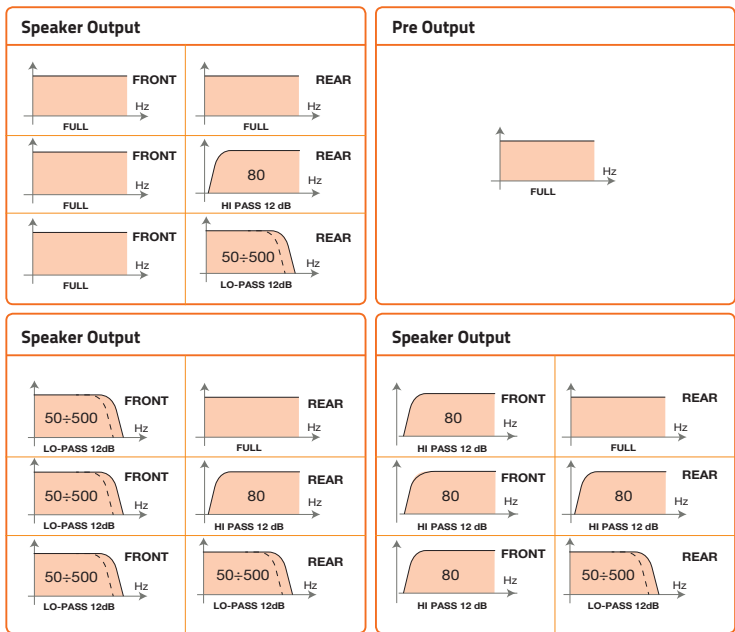 Speaker Output
FRONT
Hz
FULL
REAR
Hz
FULL
FRONT
Hz
FULL
REAR
80
Hz
HI PASS 12 dB
FRONT
Hz
FULL
REAR
50÷500
Hz
LO-PASS 12dB
Pre Output
Hz
FULL
Speaker Output
FRONT
50÷500
Hz
LO-PASS 12dB
REAR
Hz
FULL
FRONT
50÷500
Hz
LO-PASS 12dB
REAR
80
Hz
HI PASS 12 dB
FRONT
50÷500
Hz
LO-PASS 12dB
REAR
50÷500
Hz
LO-PASS 12dB
Speaker Output
FRONT
80
Hz
HI PASS 12 dB
REAR
Hz
FULL
FRONT
80
Hz
HI PASS 12 dB
REAR
80
Hz
HI PASS 12 dB
FRONT
80
Hz
HI PASS 12 dB
REAR
50÷500
Hz
LO-PASS 12dB